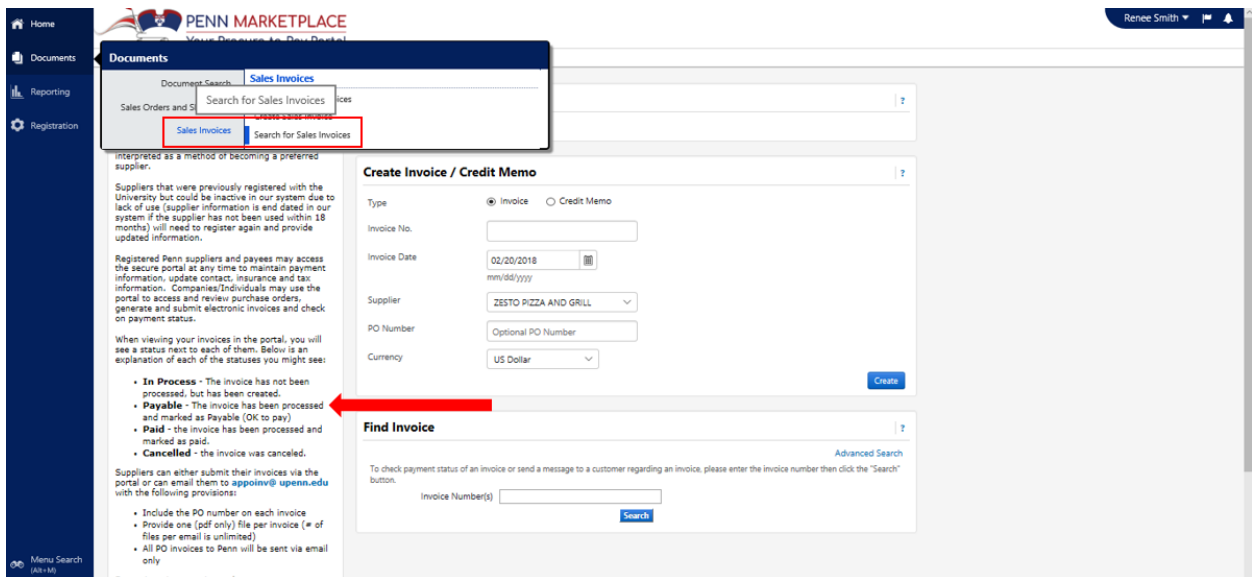 Home
Documents
Reporting
Registration
Menu Search
(Alt+M)
PENN MARKETPLACE
Your Procure-to-Pay Portal
Renee Smith
Documents
Document Search
Sales Orders and S
Sales Invoices
Sales Invoices
ices
Create Sales Invoice
Search for Sales Invoices
Search for Sales Invoices
interpreted as a method of becoming a preferred
supplier.
Suppliers that were previously registered with the
University but could be inactive in our system due to
lack of use (supplier information is end dated in our
system if the supplier has not been used within 18
months) will need to register again and provide
updated information.
Registered Penn suppliers and payees may access
the secure portal at any time to maintain payment
information, update contact, insurance and tax
information. Companies/Individuals may use the
portal to access and review purchase orders,
generate and submit electronic invoices and check
on payment status.
When viewing your invoices in the portal, you will
see a status next to each of them. Below is an
explanation of each of the statuses you might see:
• In Process - The invoice has not been
processed, but has been created.
• Payable - The invoice has been processed
and marked as Payable (OK to pay)
• Paid - the invoice has been processed and
marked as paid.
• Cancelled - the invoice was canceled.
Suppliers can either submit their invoices via the
portal or can email them to appoinv@ upenn.edu
with the following provisions:
• Include the PO number on each invoice
• Provide one (pdf only) file per invoice (# of
files per email is unlimited)
• All PO invoices to Penn will be sent via email
only
?
Create Invoice / Credit Memo
?
Type
Invoice
Credit Memo
Invoice No.
Invoice Date
02/20/2018
mm/dd/yyyy
Supplier
ZESTO PIZZA AND GRILL
PO Number
Optional PO Number
Currency
US Dollar
Create
Find Invoice
?
Advanced Search
To check payment status of an invoice or send a message to a customer regarding an invoice, please enter the invoice number then click the "Search"
button.
Invoice Number(s)
Search